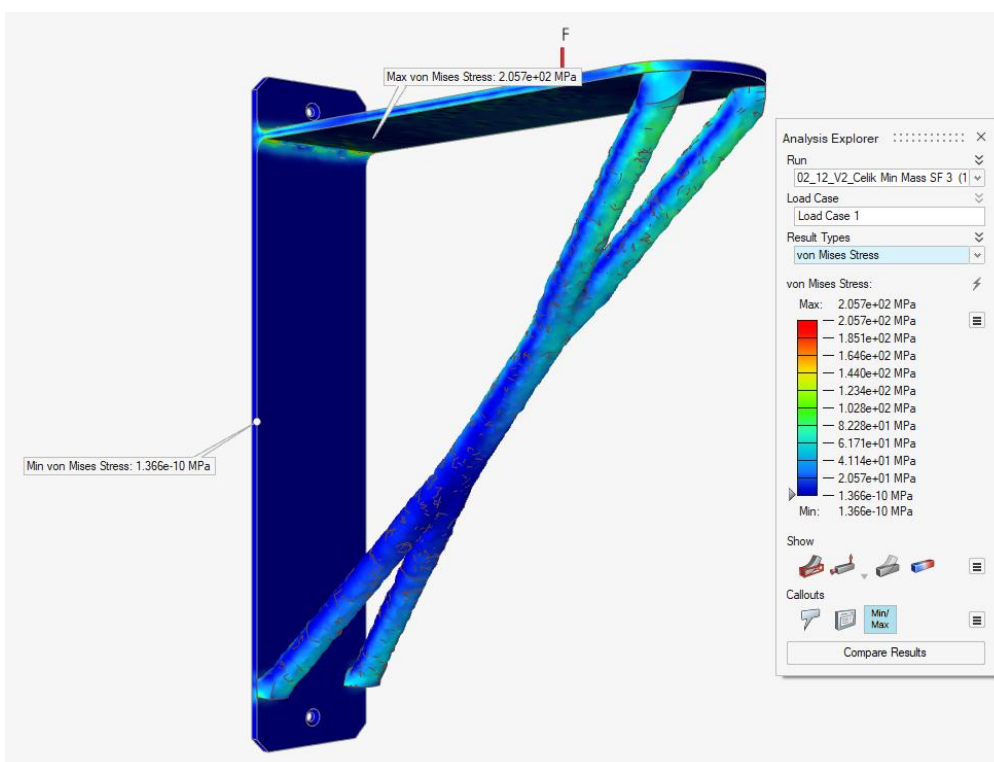 F
Max von Mises Stress: 2.057e+02 MPa
Min von Mises Stress: 1.366e-10 MPa
Analysis Explorer
Run
02_12_V2_Celik Min Mass SF 3 (1
Load Case
Load Case 1
Result Types
von Mises Stress
von Mises Stress:
Max: 2.057e+02 MPa
2.057e+02 MPa
1.851e+02 MPa
1.646e+02 MPa
1.440e+02 MPa
1.234e+02 MPa
1.028e+02 MPa
8.228e+01 MPa
6.171e+01 MPa
4.114e+01 MPa
2.057e+01 MPa
1.366e-10 MPa
Min: 1.366e-10 MPa
Show
Callouts
Min/
Max
Compare Results